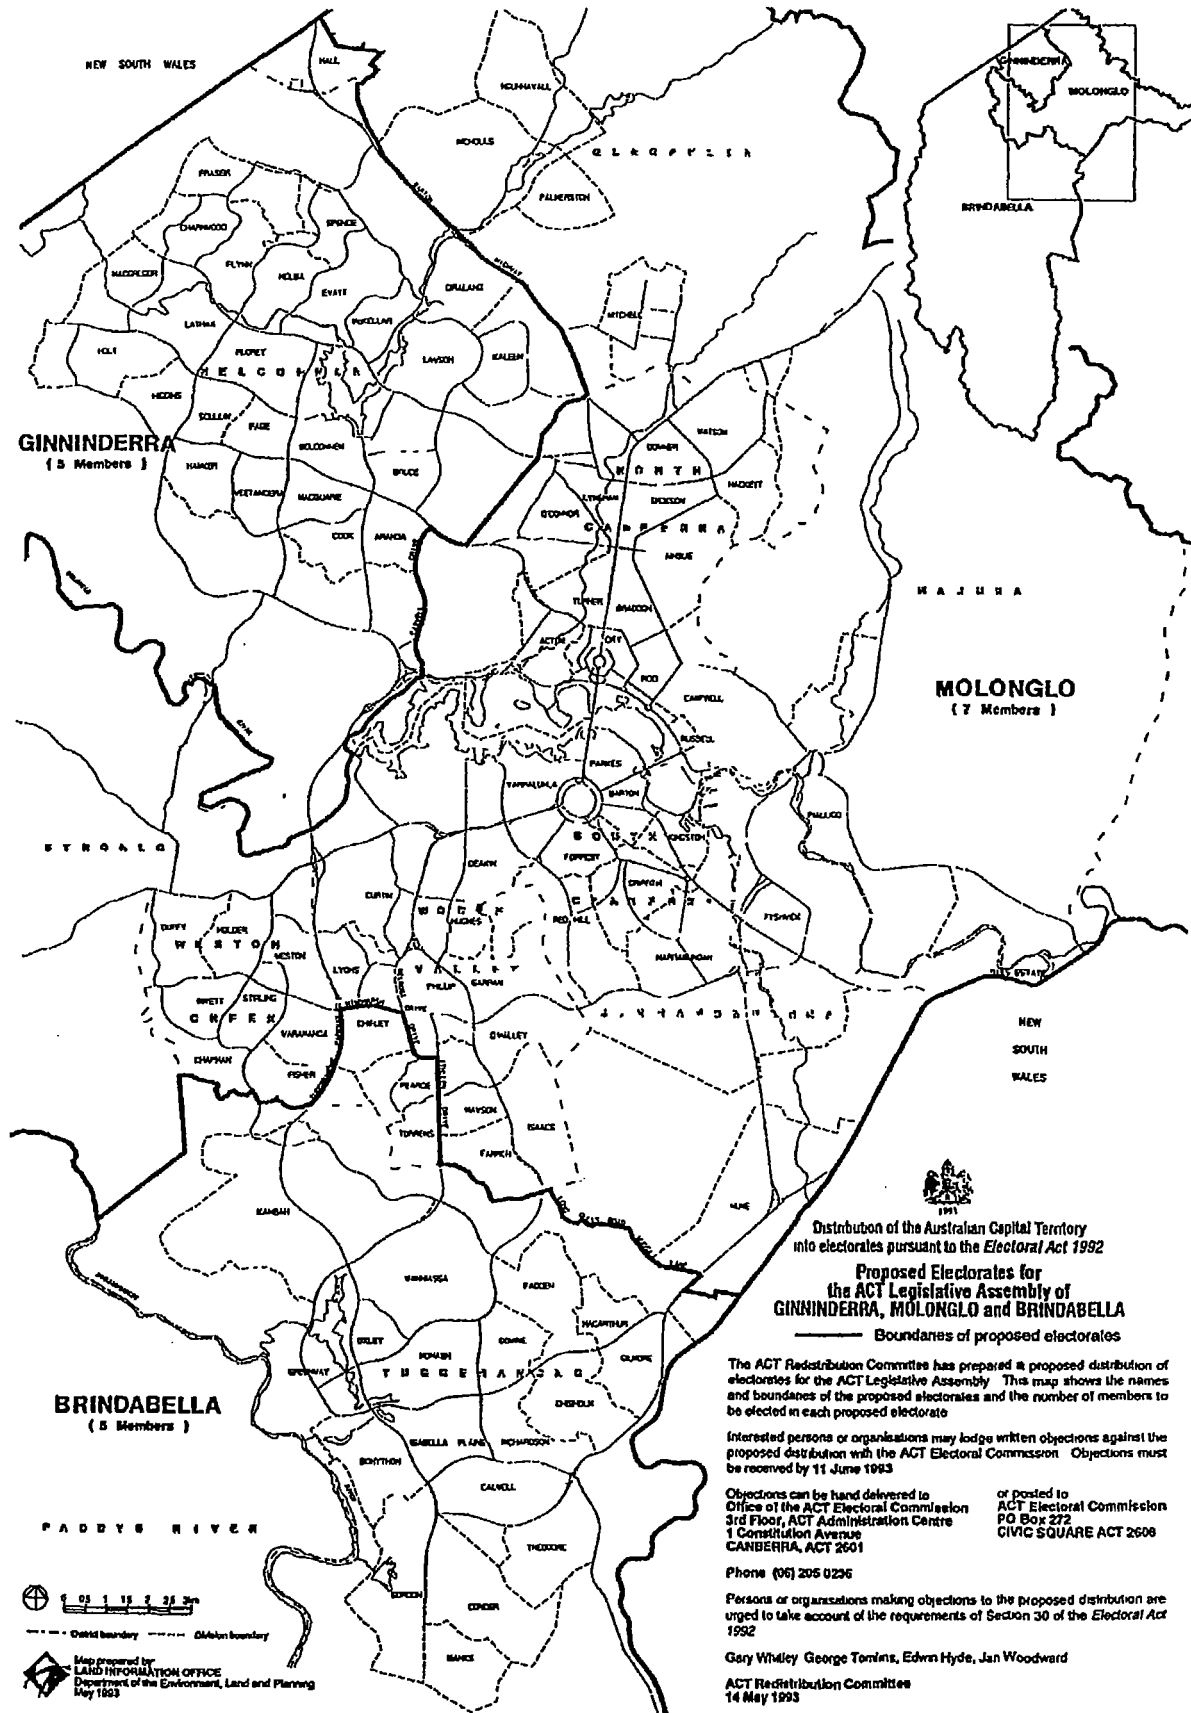 NEW SOUTH WALES
HALL
NGUNNAWALL
NICHOLLS
PALMERSTON
GINNINDERRA
MOLONGLO
BRINDABELLA
FRASER
CHARNWOOD
SPENCE
MACGREGOR
FLYNN
MELBA
EVATT
GIRALANG
MITCHELL
LATHAM
MCKELLAR
HOLT
FLOREY
LAWSON
KALEEN
BELCONNEN
HIGGINS
SCULLIN
PAGE
GINNINDERRA
( 5 Members )
BELCONNEN
HAWKER
WEETANGERA
MACQUARIE
BRUCE
COOK
ARANDA
WATSON
DOWNER
NORTH
HACKETT
LYNEHAM
DICKSON
O'CONNOR
CANBERRA
AINSLIE
MAJURA
TURNER
BRADDON
ACTON
CITY
REID
CAMPBELL
MOLONGLO
( 7 Members )
RUSSELL
PARKES
YARRALUMLA
BARTON
PIALLIGO
STROMLO
SOUTH
KINGSTON
DEAKIN
FORREST
CURTIN
HUGHES
RED HILL
FYSHWICK
DUFFY
HOLDER
WESTON
WESTON
LYONS
VALLEY
PHILLIP
GARRAN
NARRABUNDAH
RIVETT
STIRLING
CREEK
WARAMANGA
CHIFLEY
O'MALLEY
CHAPMAN
FISHER
PEARCE
MAWSON
TORRENS
ISAACS
FARRER
HUME
NEW
SOUTH
WALES
KAMBAH
WANNIASSA
FADDEN
MACARTHUR
OXLEY
MONASH
GOWRIE
GILMORE
GREENWAY
TUGGERANONG
CHISHOLM
BRINDABELLA
( 5 Members )
ISABELLA PLAINS
RICHARDSON
BONYTHON
CALWELL
PADDYS RIVER
THEODORE
GORDON
CONDER
BANKS
1993
Distribution of the Australian Capital Territory
into electorates pursuant to the Electoral Act 1992
Proposed Electorates for
the ACT Legislative Assembly of
GINNINDERRA, MOLONGLO and BRINDABELLA
Boundaries of proposed electorates
The ACT Redistribution Committee has prepared a proposed distribution of
electorates for the ACT Legislative Assembly This map shows the names
and boundaries of the proposed electorates and the number of members to
be elected in each proposed electorate
Interested persons or organisations may lodge written objections against the
proposed distribution with the ACT Electoral Commission Objections must
be received by 11 June 1993
Objections can be hand delivered to
Office of the ACT Electoral Commission
3rd Floor, ACT Administration Centre
1 Constitution Avenue
CANBERRA, ACT 2601
or posted to
ACT Electoral Commission
PO Box 272
CIVIC SQUARE ACT 2608
Phone (06) 205 0236
Persons or organisations making objections to the proposed distribution are
urged to take account of the requirements of Section 30 of the Electoral Act
1992
Gary Whitley George Tomlins, Edwin Hyde, Jan Woodward
ACT Redistribution Committee
14 May 1993
0 05 1 15 2 25 3km
District boundary
Division boundary
Map prepared by
LAND INFORMATION OFFICE
Department of the Environment, Land and Planning
May 1993